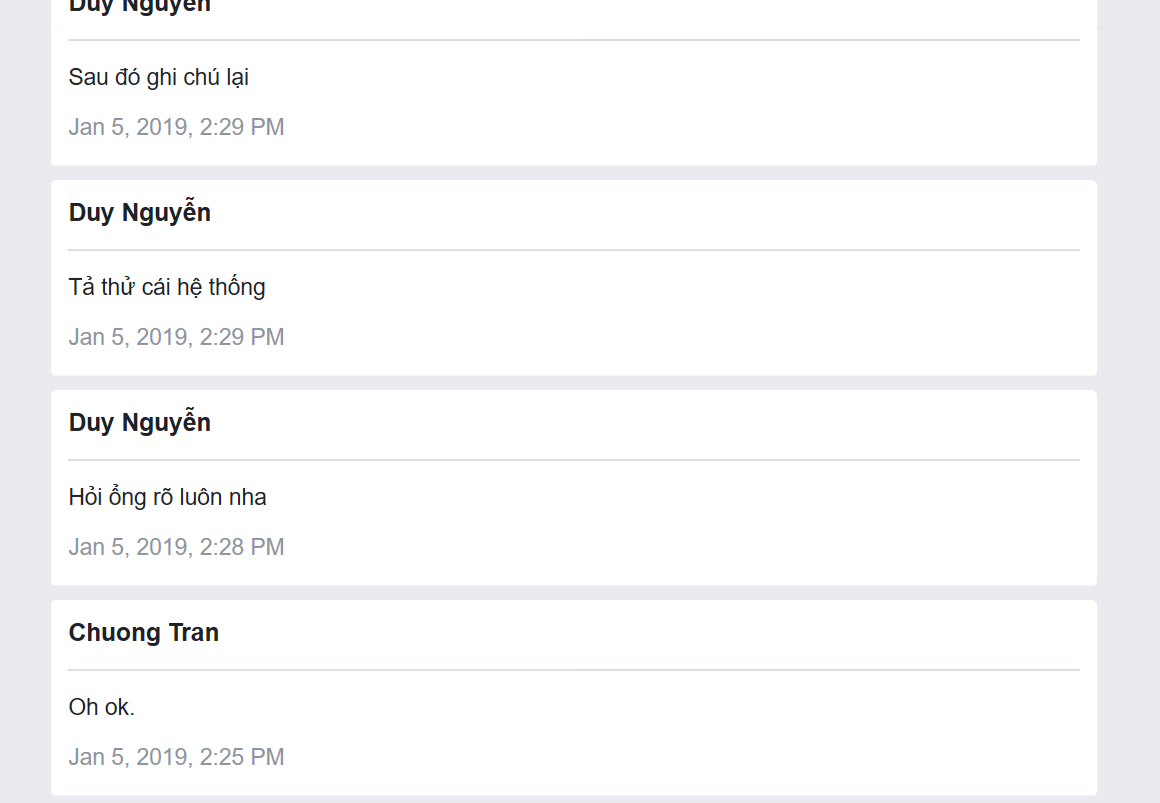 Duy Nguyễn
Sau đó ghi chú lại
Jan 5, 2019, 2:29 PM
Duy Nguyễn
Tả thử cái hệ thống
Jan 5, 2019, 2:29 PM
Duy Nguyễn
Hỏi ổng rõ luôn nha
Jan 5, 2019, 2:28 PM
Chuong Tran
Oh ok.
Jan 5, 2019, 2:25 PM